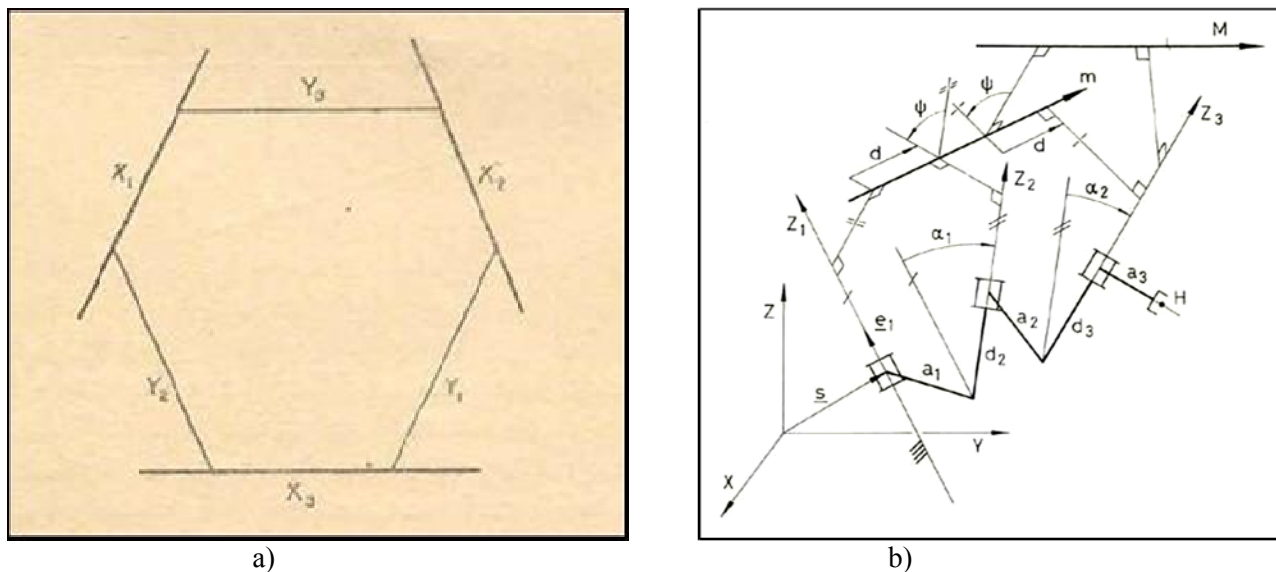 Y₃
X₁
X₂
Y₂
Y₁
X₃
a)
M
ψ
ψ
m
Z₃
d
d
Z₂
α₂
Z₁
α₁
a₃
H
Z
e₁
a₂
d₃
a₁
d₂
s
Y
X
b)